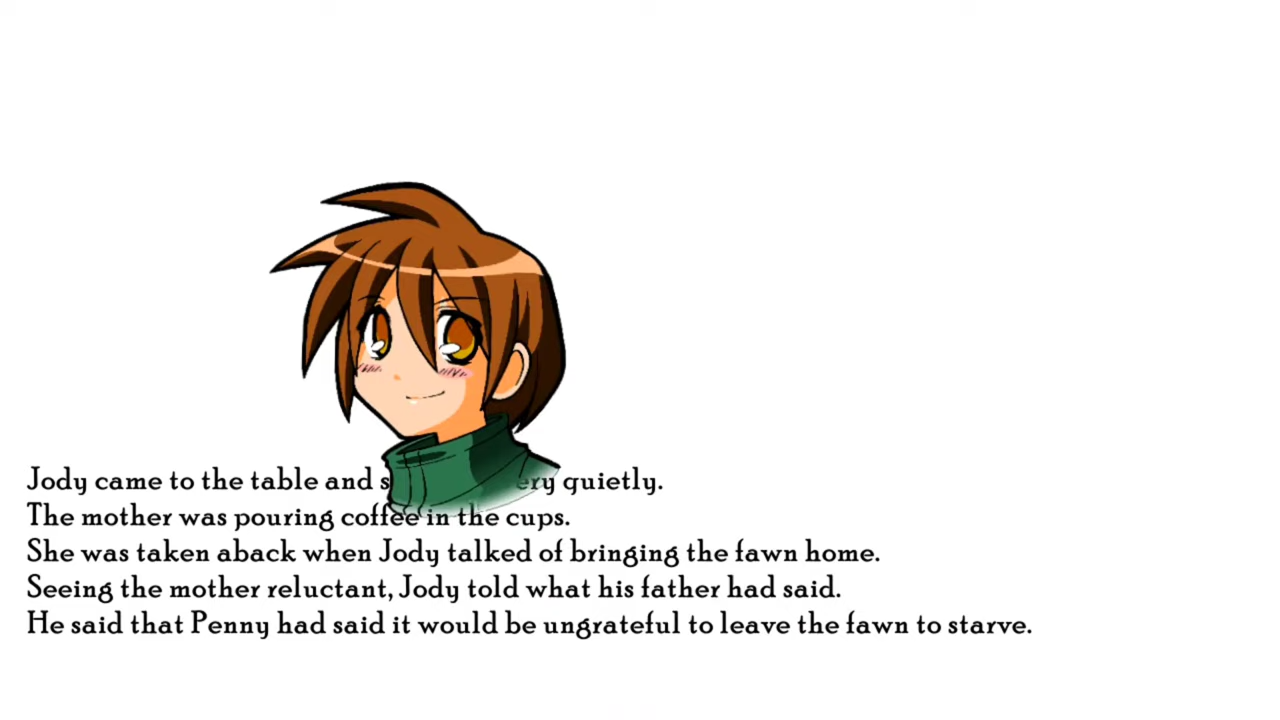 Jody came to the table and quietly.
The mother was pouring coffee in the cups.
She was taken aback when Jody talked of bringing the fawn home.
Seeing the mother reluctant, Jody told what his father had said.
He said that Penny had said it would be ungrateful to leave the fawn to starve.